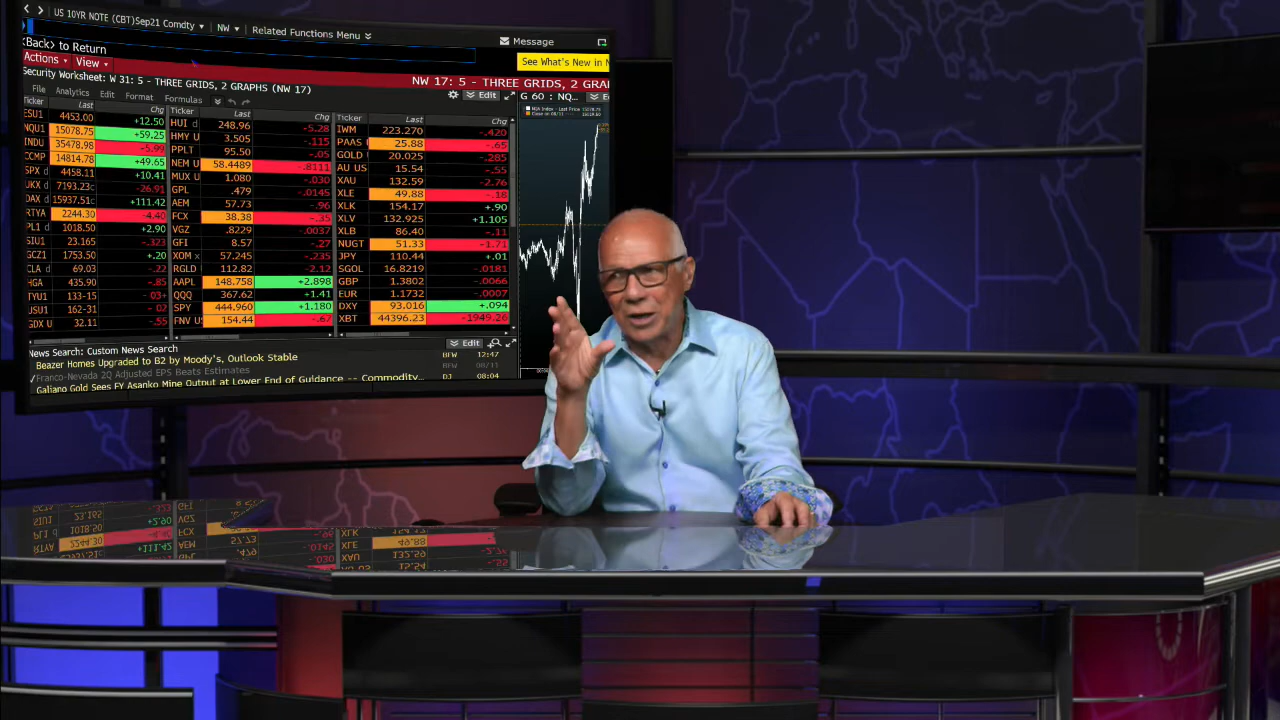 US 10YR NOTE (CBT)Sep21 Comdty NW Related Functions Menu
Message
<Back> to Return
See What's New in N
Actions View
NW 17: 5 - THREE GRIDS, 2 GRA
Security Worksheet: W 31: 5 - THREE GRIDS, 2 GRAPHS (NW 17)
File Analytics Edit Format Formulas
Edit
G 60 : NQ...
Ticker Last Chg
ESU1 4453.00 +12.50
NQU1 15078.75 +59.25
INDU 35478.98 -5.99
CCMP 14814.78 +49.65
SPX d 4458.11 +10.41
UKX d 7193.23c -26.91
DAX d 15937.51c +111.42
RTYA 2244.30 -4.40
PL1 d 1018.50 +2.90
SIU1 23.165 -.323
GCZ1 1753.50 +.20
CLA d 69.03 -.22
HGA 435.90 -.85
TYU1 133-15 - 03+
USU1 162-31 - 02
GDX U 32.11 -.55
Ticker Last Chg
HUI d 248.96 -5.28
HMY U 3.505 -.115
PPLT 95.50 -.05
NEM U 58.4489 -.8111
MUX U 1.080 -.030
GPL .479 -.0145
AEM 57.73 -.96
FCX 38.38 -.35
VGZ .8229 -.0037
GFI 8.57 -.27
XOM x 57.245 -.235
RGLD 112.82 -2.12
AAPL 148.758 +2.898
QQQ 367.62 +1.41
SPY 444.960 +1.180
FNV U 154.44 -.67
Ticker Last Chg
IWM 223.270 -.420
PAAS 25.88 -.65
GOLD 20.025 -.285
AU US 15.54 -.55
XAU 132.59 -2.76
XLE 49.88 -.18
XLK 154.17 +.90
XLV 132.925 +1.105
XLB 86.40 -.11
NUGT 51.33 -1.71
JPY 110.44 +.01
SGOL 16.8219 -.0181
GBP 1.3802 -.0066
EUR 1.1732 -.0007
DXY 93.016 +.094
XBT 44396.23 -1949.26
Edit
News Search: Custom News Search
Beazer Homes Upgraded to B2 by Moody's, Outlook Stable BFW 12:47
Franco-Nevada 2Q Adjusted EPS Beats Estimates BFW 08/11
Galiano Gold Sees FY Asanko Mine Output at Lower End of Guidance -- Commodity... DJ 08:04